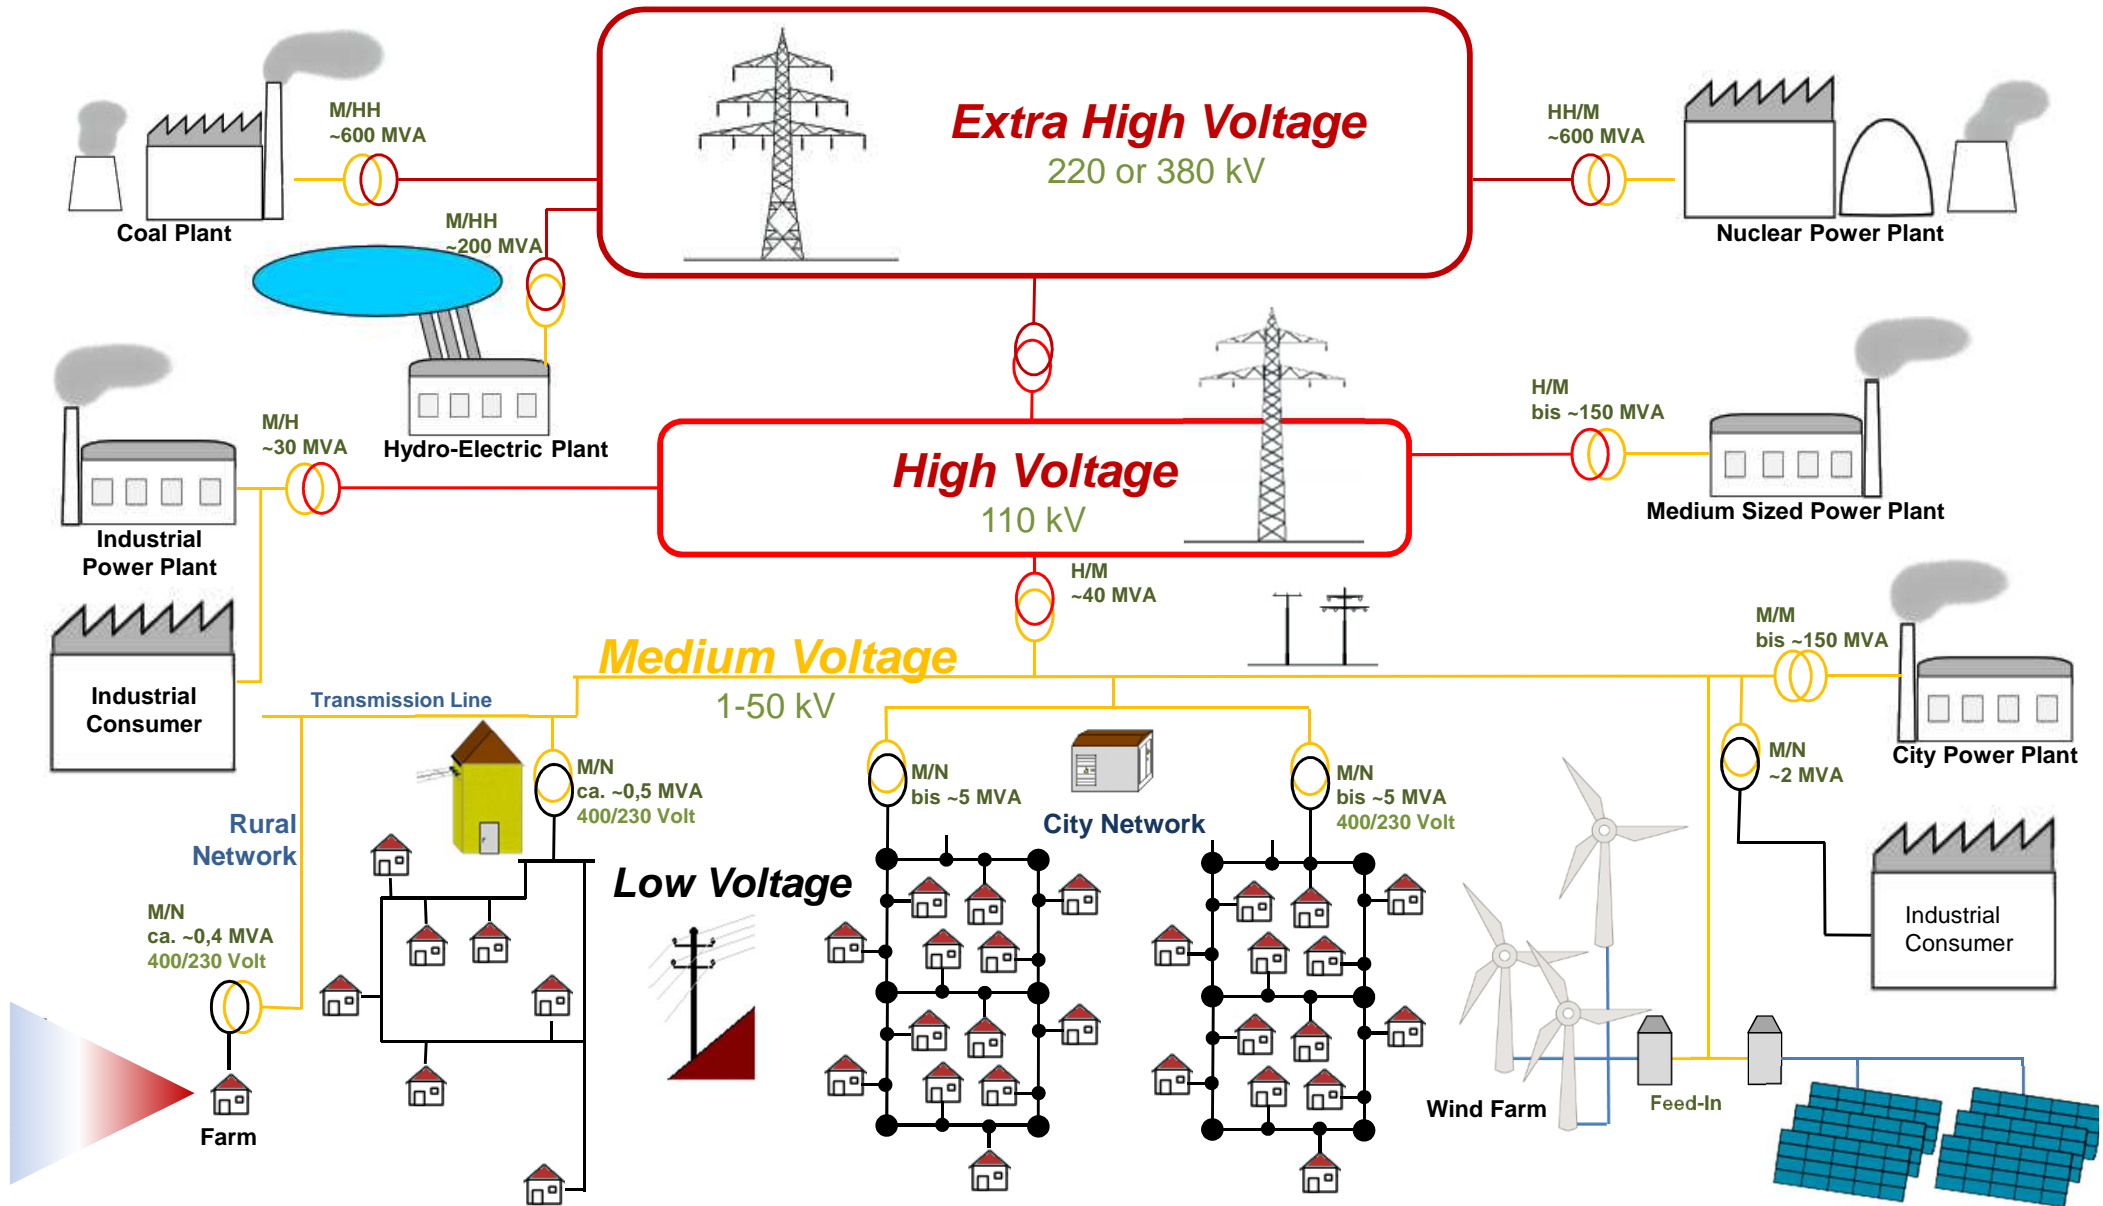 M/HH
~600 MVA
Coal Plant
Extra High Voltage
220 or 380 kV
HH/M
~600 MVA
Nuclear Power Plant
M/HH
~200 MVA
Hydro-Electric Plant
M/H
~30 MVA
Industrial
Power Plant
High Voltage
110 kV
H/M
bis ~150 MVA
Medium Sized Power Plant
H/M
~40 MVA
Industrial
Consumer
Medium Voltage
1-50 kV
Transmission Line
M/M
bis ~150 MVA
City Power Plant
M/N
ca. ~0,5 MVA
400/230 Volt
M/N
bis ~5 MVA
City Network
M/N
bis ~5 MVA
400/230 Volt
M/N
~2 MVA
Rural
Network
Low Voltage
M/N
ca. ~0,4 MVA
400/230 Volt
Farm
Industrial
Consumer
Wind Farm
Feed-In